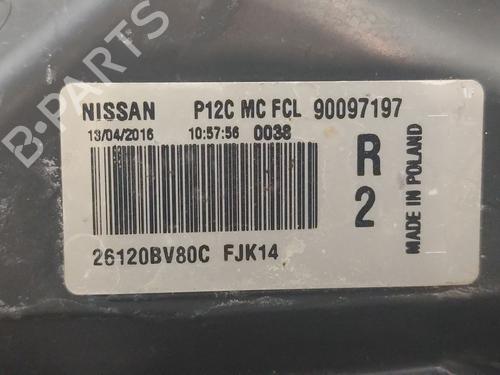 B-PARTS
NISSAN P12C MC FCL 90097197
13/04/2016 10:57:56 0038
R
2
MADE IN POLAND
26120BV80C FJK14